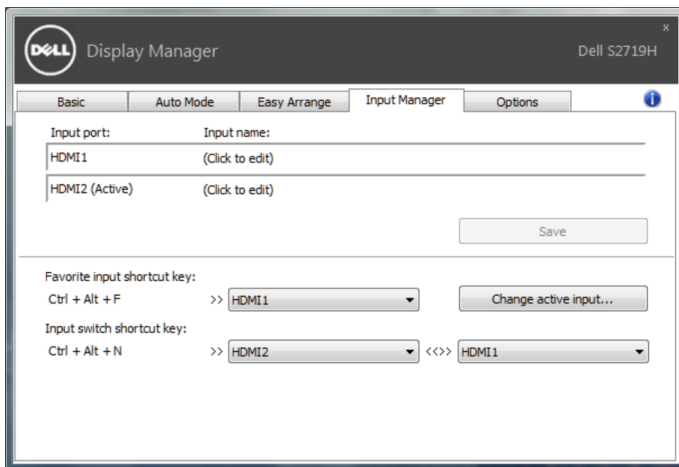 x
DELL Display Manager Dell S2719H
Basic Auto Mode Easy Arrange Input Manager Options i
Input port: Input name:
HDMI1 (Click to edit)
HDMI2 (Active) (Click to edit)
Save
Favorite input shortcut key:
Ctrl + Alt + F >> HDMI1 Change active input...
Input switch shortcut key:
Ctrl + Alt + N >> HDMI2 <<>> HDMI1